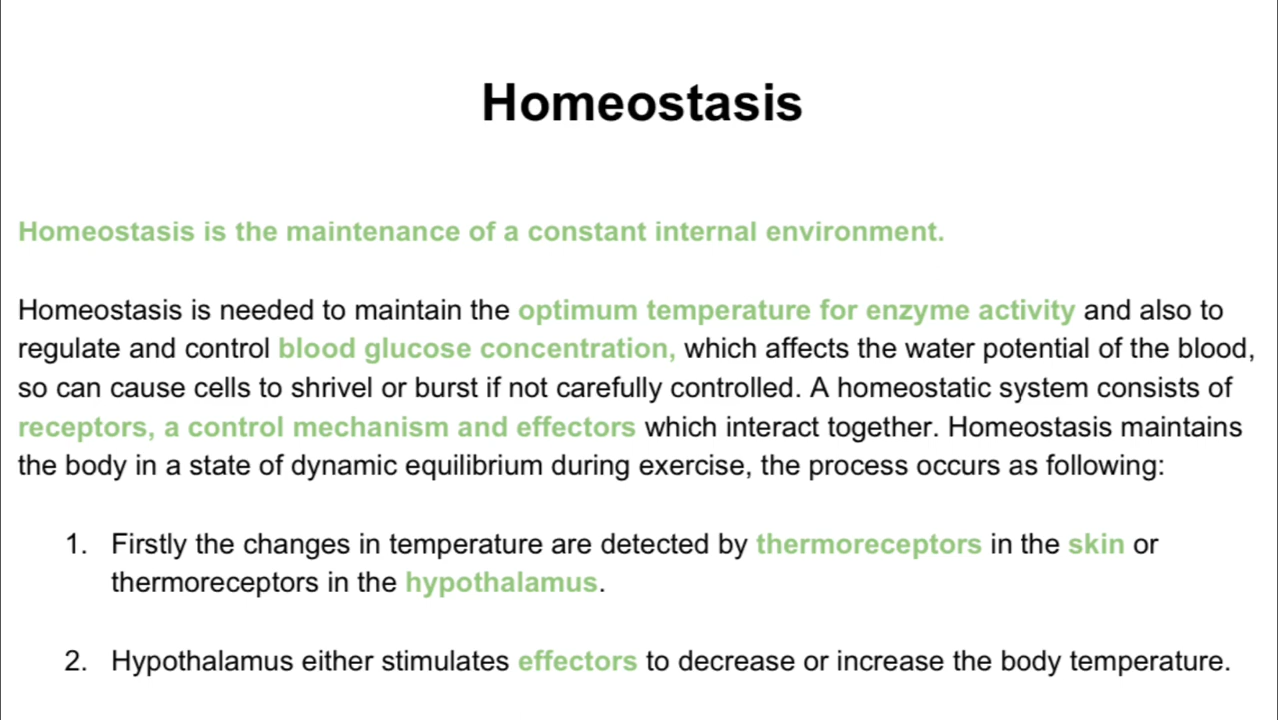 Homeostasis
Homeostasis is the maintenance of a constant internal environment.
Homeostasis is needed to maintain the optimum temperature for enzyme activity and also to
regulate and control blood glucose concentration, which affects the water potential of the blood,
so can cause cells to shrivel or burst if not carefully controlled. A homeostatic system consists of
receptors, a control mechanism and effectors which interact together. Homeostasis maintains
the body in a state of dynamic equilibrium during exercise, the process occurs as following:
1. Firstly the changes in temperature are detected by thermoreceptors in the skin or
thermoreceptors in the hypothalamus.
2. Hypothalamus either stimulates effectors to decrease or increase the body temperature.